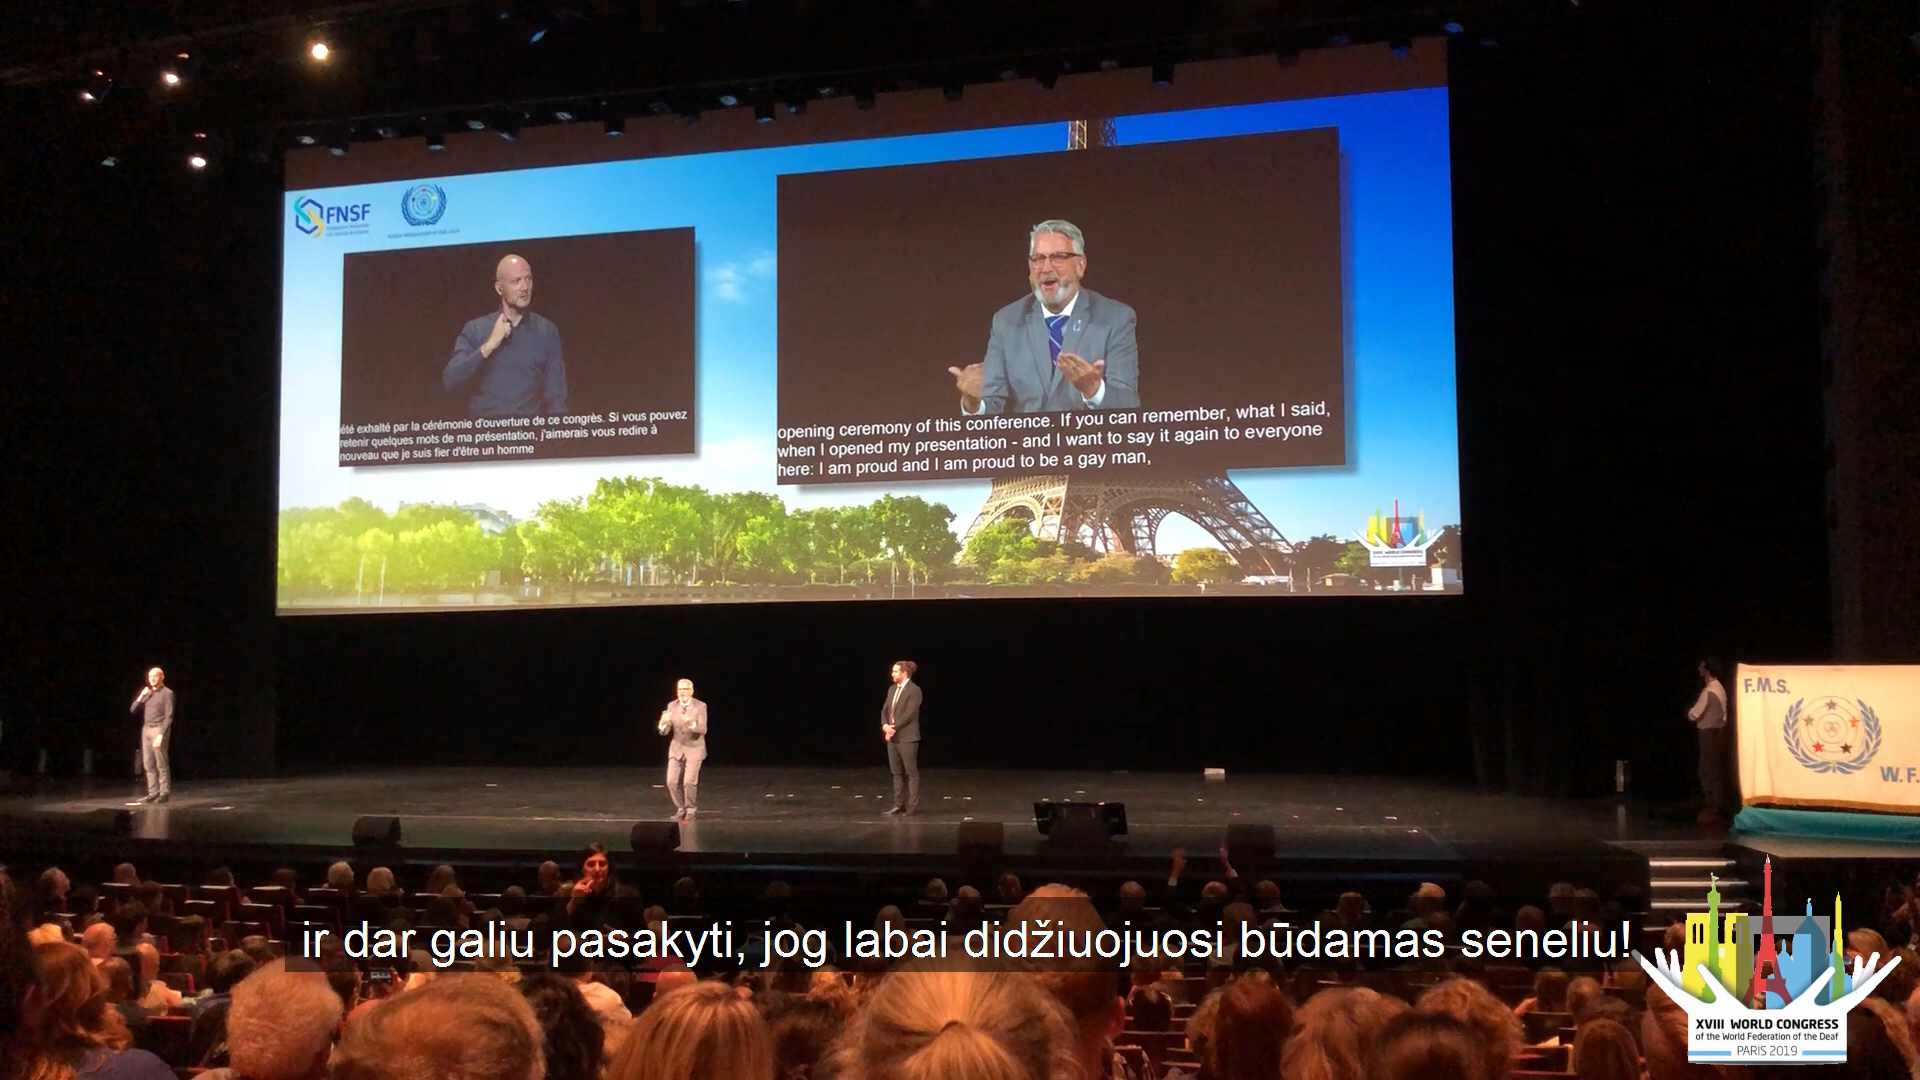 FNSF
été exhalté par la cérémonie d'ouverture de ce congrès. Si vous pouvez
retenir quelques mots de ma présentation, j'aimerais vous redire à
nouveau que je suis fier d'être un homme
opening ceremony of this conference. If you can remember, what I said,
when I opened my presentation - and I want to say it again to everyone
here: I am proud and I am proud to be a gay man,
XVIII WORLD CONGRESS
F.M.S.
W.F.
ir dar galiu pasakyti, jog labai didžiuojuosi būdamas seneliu!
XVIII WORLD CONGRESS
of the World Federation of the Deaf
PARIS 2019